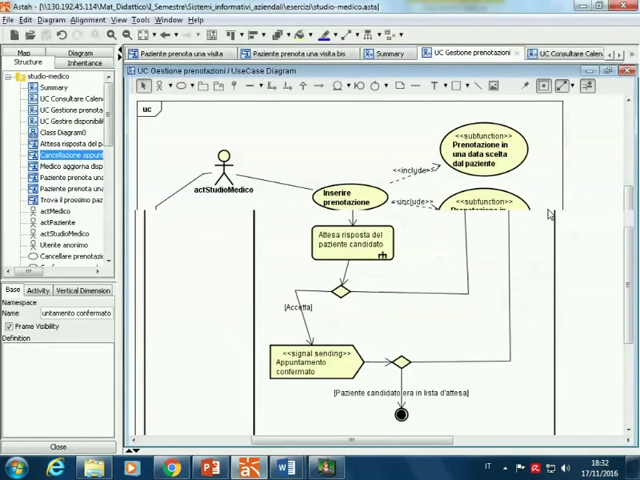 Astah - [\\130.192.45.114\Mat_Didattico\I_Semestre\Sistemi_informativi_aziendali\esercizi\studio-medico.asta]
File Edit Diagram Alignment View Tools Window Help
Map Diagram
Structure Inheritance
Paziente prenota una visita
Paziente prenota una visita bis
Summary
UC Gestione prenotazioni
UC Consultare Calen
UC Gestione prenotazioni / UseCase Diagram
studio-medico
Summary
UC Consultare Calen
UC Gestione prenota
UC Gestire disponibil
Class Diagram0
Attesa risposta del p
Cancellazione appunt
Medico aggiorna disp
Paziente prenota una
Paziente prenota una
Trova il prossimo paz
actMedico
actPaziente
actStudioMedico
Utente anonimo
Cancellare prenotazi
Base Activity Vertical Dimension
Namespace
Name untamento confermato
Frame Visibility
Definition
Close
uc
actStudioMedico
Inserire
prenotazione
<<include>>
<<include>>
<<subfunction>>
Prenotazione in
una data scelta
dal paziente
<<subfunction>>
Attesa risposta del
paziente candidato
[Accetta]
<<signal sending>>
Appuntamento
confermato
[Paziente candidato era in lista d'attesa]
IT
18:32
17/11/2016